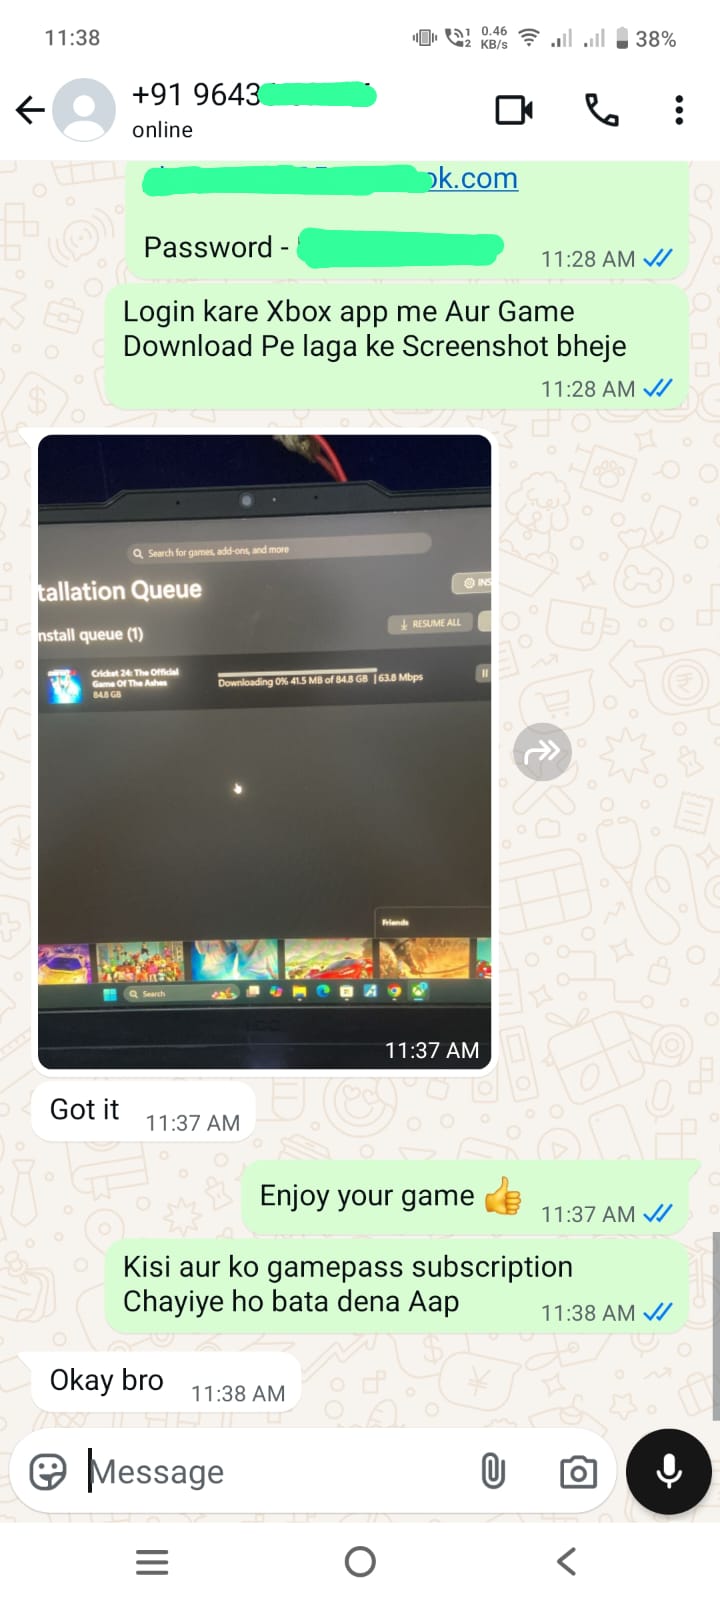 11:38
0.46
KB/s
38%
+91 9643
online
ok.com
Password -
11:28 AM
Login kare Xbox app me Aur Game
Download Pe laga ke Screenshot bheje
11:28 AM
Search for games, add-ons, and more
tallation Queue
INS
nstall queue (1)
RESUME ALL
Cricket 24: The Official
Game Of The Ashes
84.8 GB
Downloading 0% 41.5 MB of 84.8 GB | 63.8 Mbps
Friends
Search
11:37 AM
Got it
11:37 AM
Enjoy your game 👍
11:37 AM
Kisi aur ko gamepass subscription
Chayiye ho bata dena Aap
11:38 AM
Okay bro
11:38 AM
Message